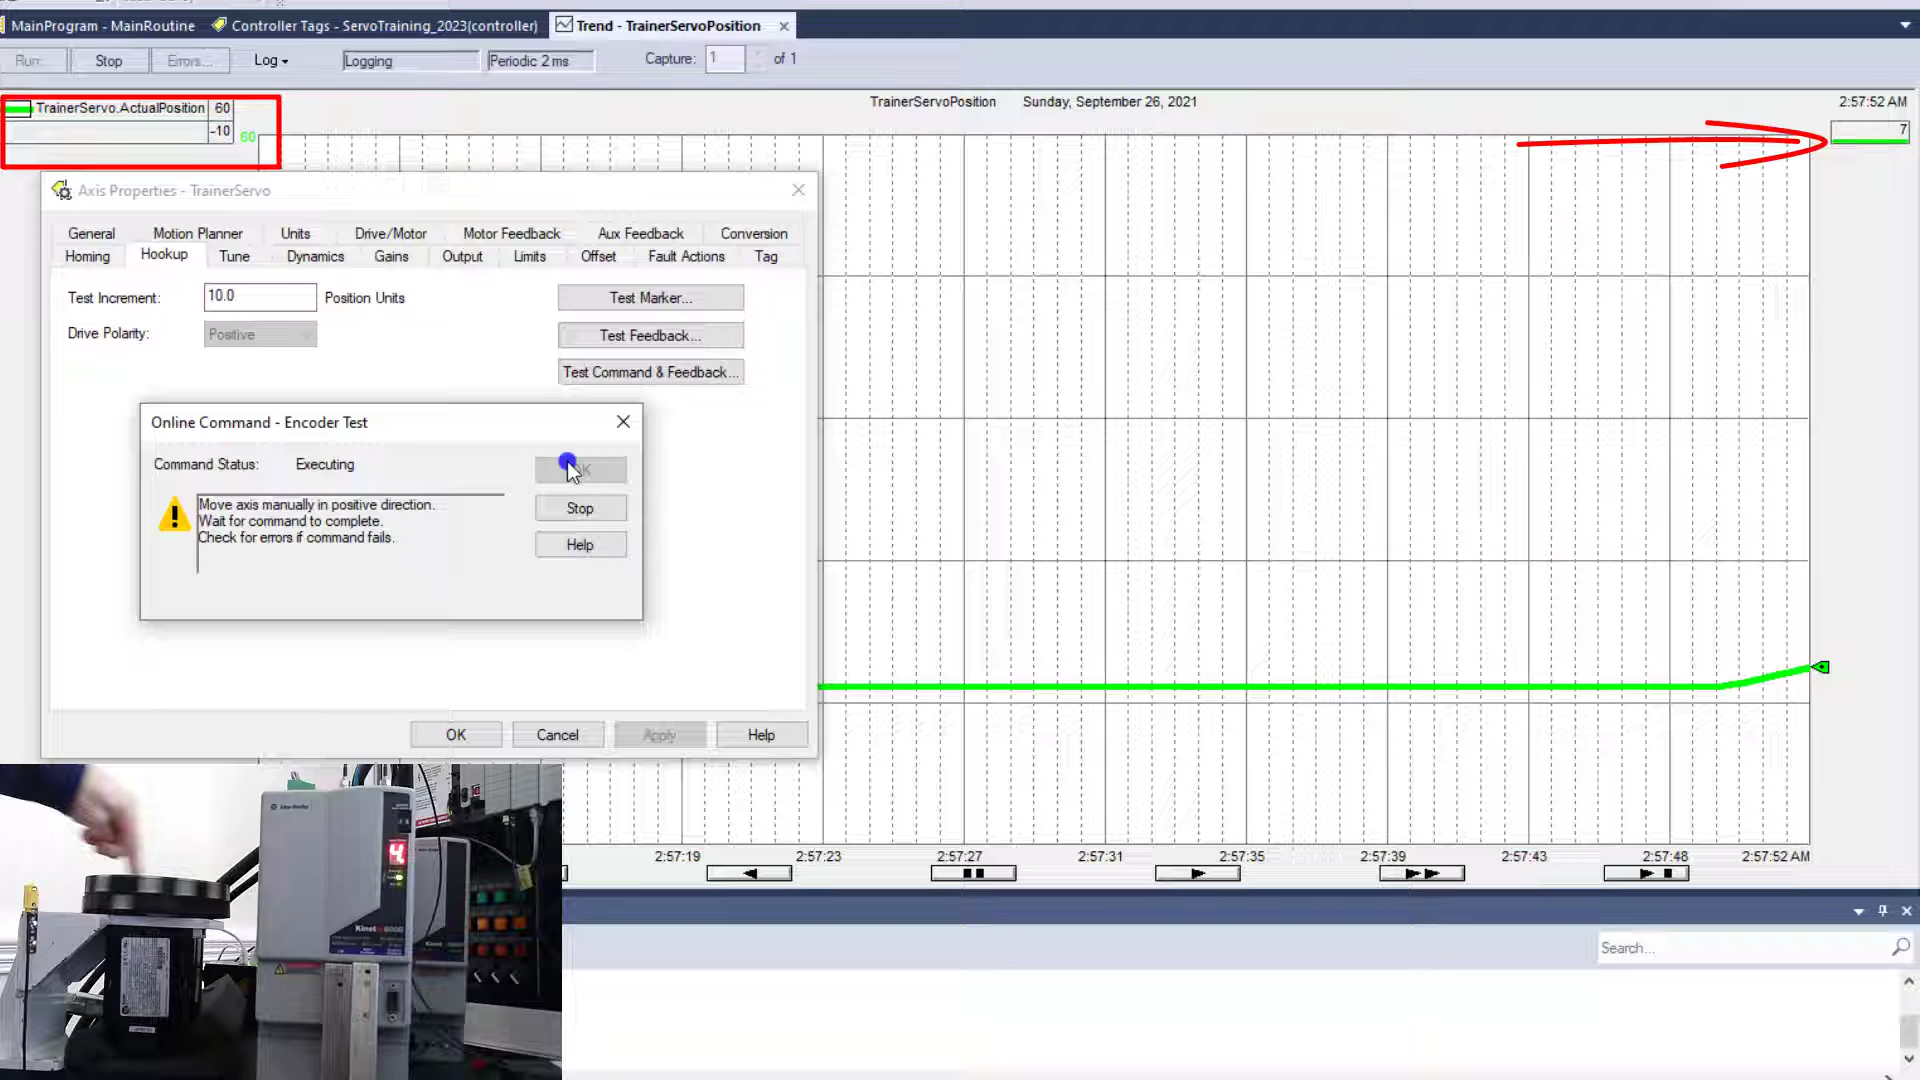 MainProgram - MainRoutine
Controller Tags - ServoTraining_2023(controller)
Trend - TrainerServoPosition
Run
Stop
Errors...
Log
Logging
Periodic 2 ms
Capture:
1
of 1
TrainerServo.ActualPosition 60
-10
60
TrainerServoPosition
Sunday, September 26, 2021
2:57:52 AM
7
Axis Properties - TrainerServo
General
Motion Planner
Units
Drive/Motor
Motor Feedback
Aux Feedback
Conversion
Homing
Hookup
Tune
Dynamics
Gains
Output
Limits
Offset
Fault Actions
Tag
Test Increment:
10.0
Position Units
Test Marker...
Drive Polarity:
Positive
Test Feedback...
Test Command & Feedback...
Online Command - Encoder Test
Command Status:
Executing
Move axis manually in positive direction.
Wait for command to complete.
Check for errors if command fails.
Stop
Help
OK
Cancel
Apply
Help
2:57:19
2:57:23
2:57:27
2:57:31
2:57:35
2:57:39
2:57:43
2:57:48
2:57:52 AM
Search...
Allen-Bradley
4